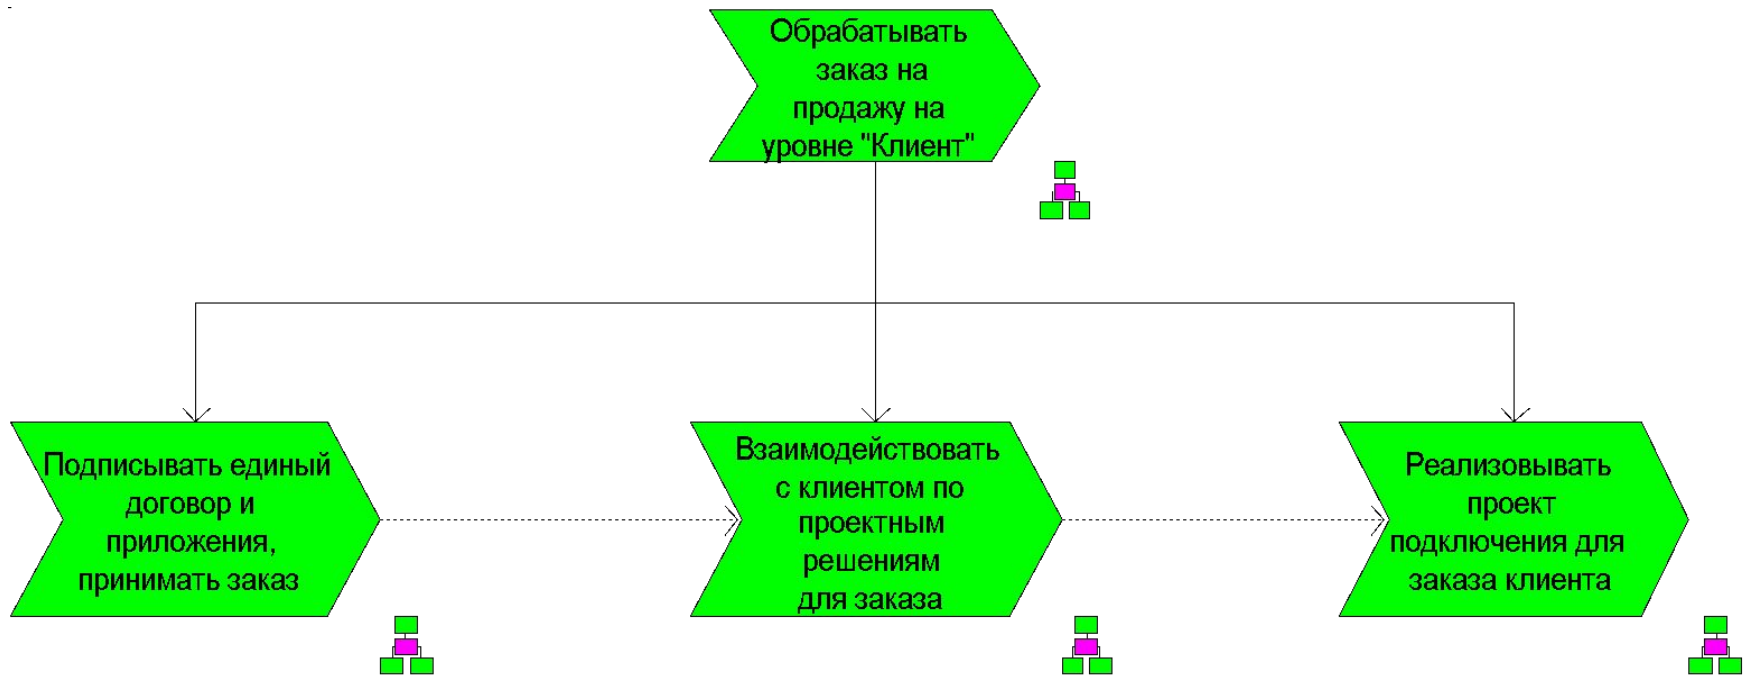 Обрабатывать
заказ на
продажу на
уровне "Клиент"
Подписывать единый
договор и
приложения,
принимать заказ
Взаимодействовать
с клиентом по
проектным
решениям
для заказа
Реализовывать
проект
подключения для
заказа клиента